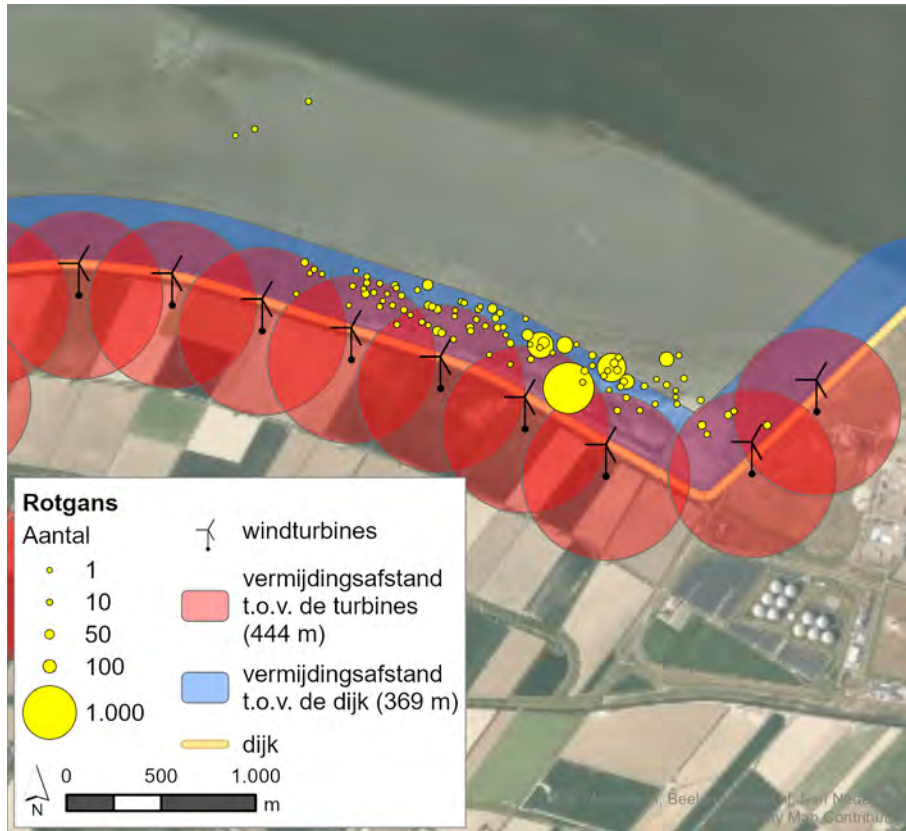 Rotgans
Aantal
1
10
50
100
1.000
windturbines
vermijdingsafstand
t.o.v. de turbines
(444 m)
vermijdingsafstand
t.o.v. de dijk (369 m)
dijk
0 500 1.000
m
N